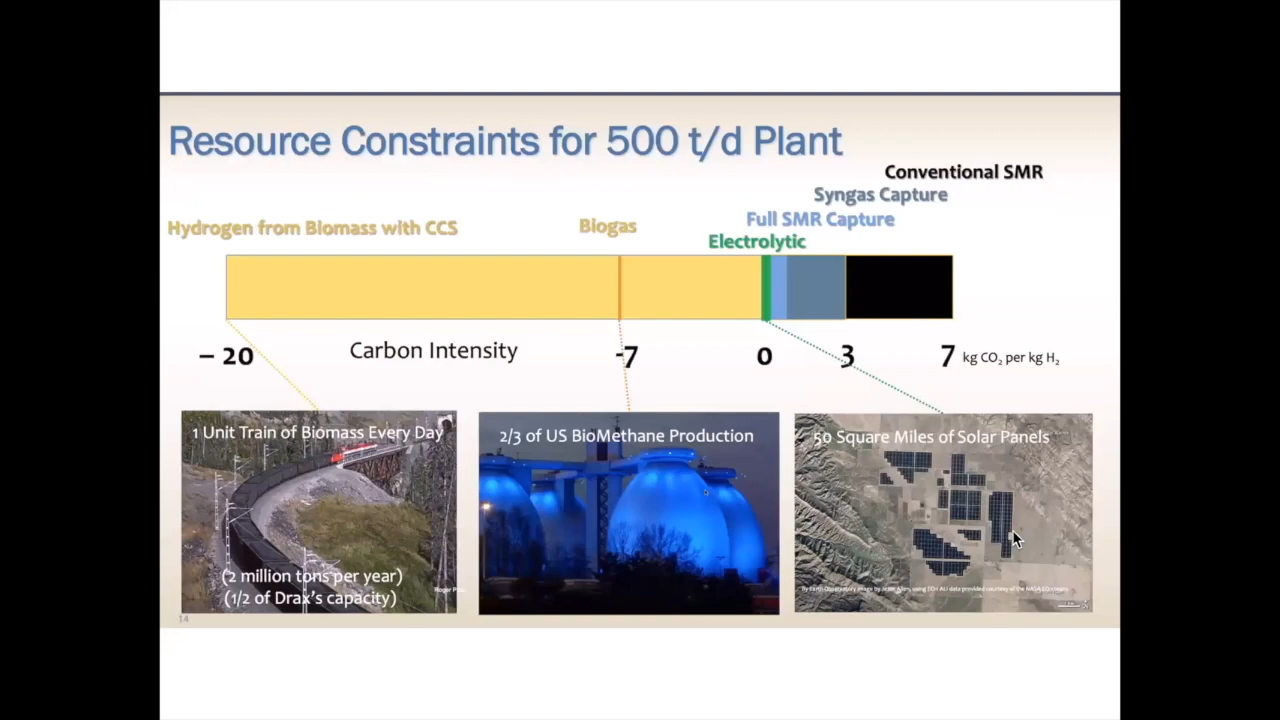 Resource Constraints for 500 t/d Plant
Conventional SMR
Syngas Capture
Full SMR Capture
Hydrogen from Biomass with CCS
Biogas
Electrolytic
– 20
Carbon Intensity
-7
0
3
7 kg CO₂ per kg H₂
1 Unit Train of Biomass Every Day
(2 million tons per year)
(1/2 of Drax's capacity)
2/3 of US BioMethane Production
50 Square Miles of Solar Panels
14